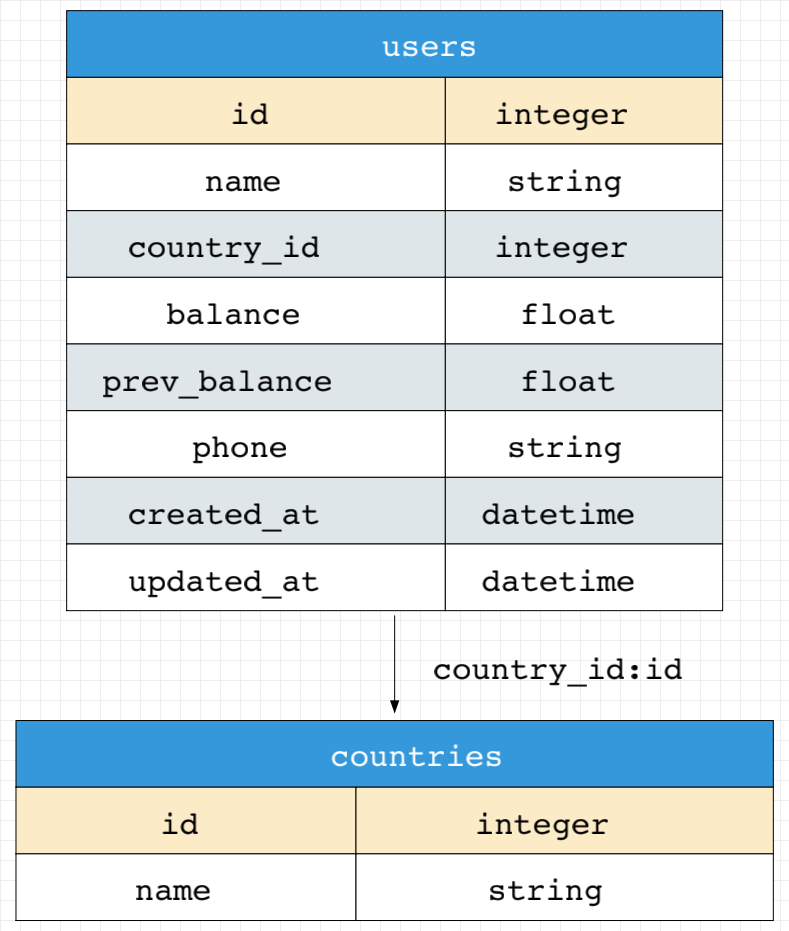 users
id integer
name string
country_id integer
balance float
prev_balance float
phone string
created_at datetime
updated_at datetime
country_id:id
countries
id integer
name string